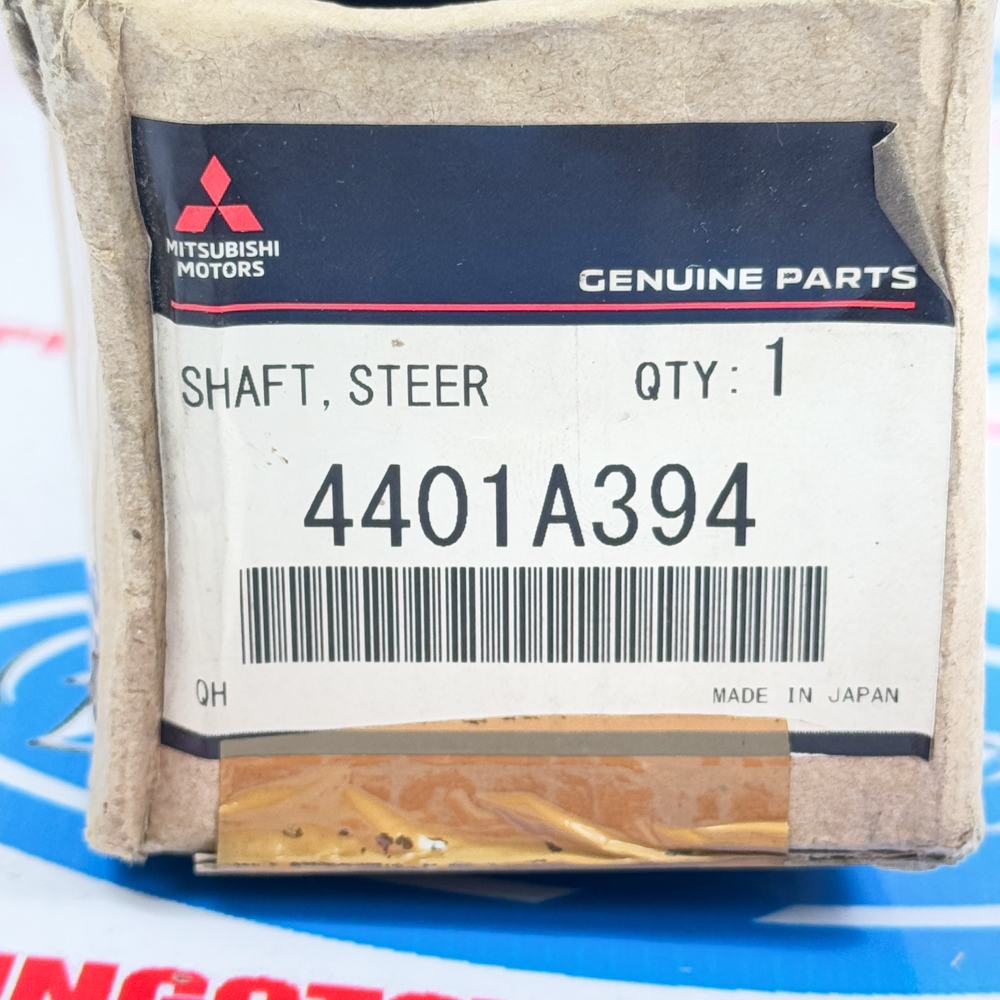 MITSUBISHI
MOTORS
GENUINE PARTS
SHAFT, STEER QTY: 1
4401A394
QH MADE IN JAPAN